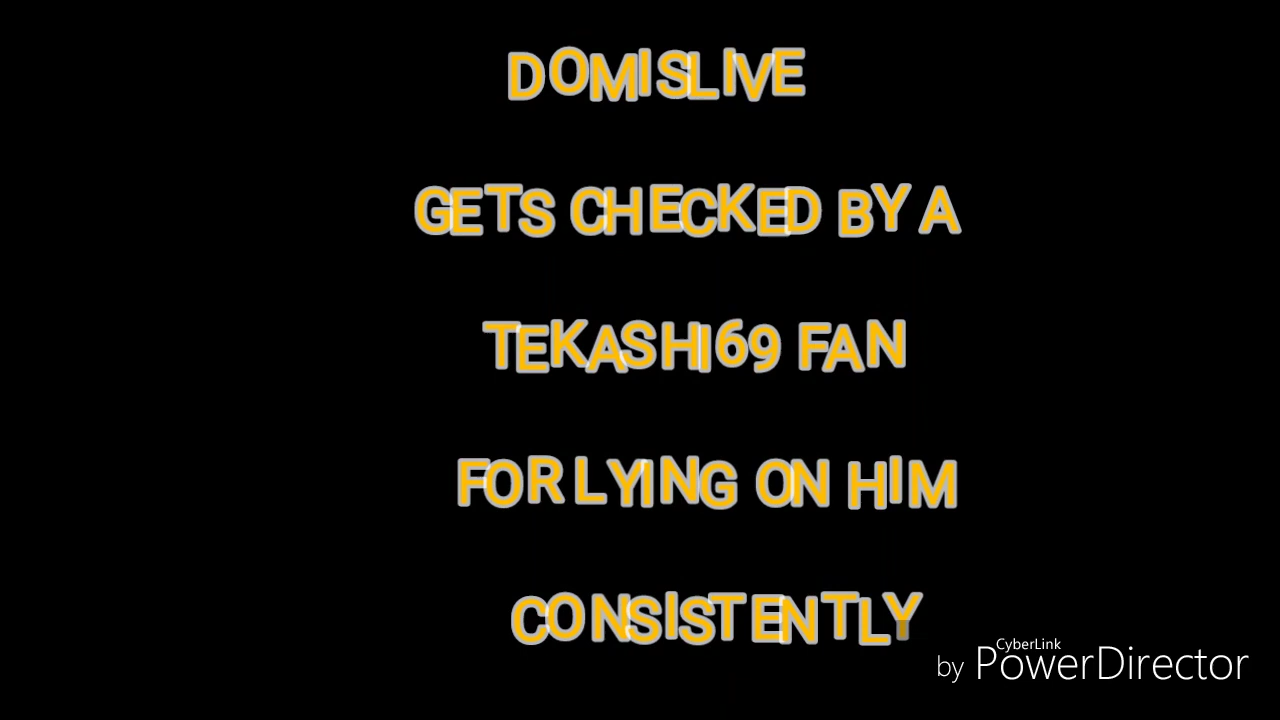 DOMISLIVE
GETS CHECKED BY A
TEKASHI69 FAN
FOR LYING ON HIM
CONSISTENTLY
CyberLink
by PowerDirector